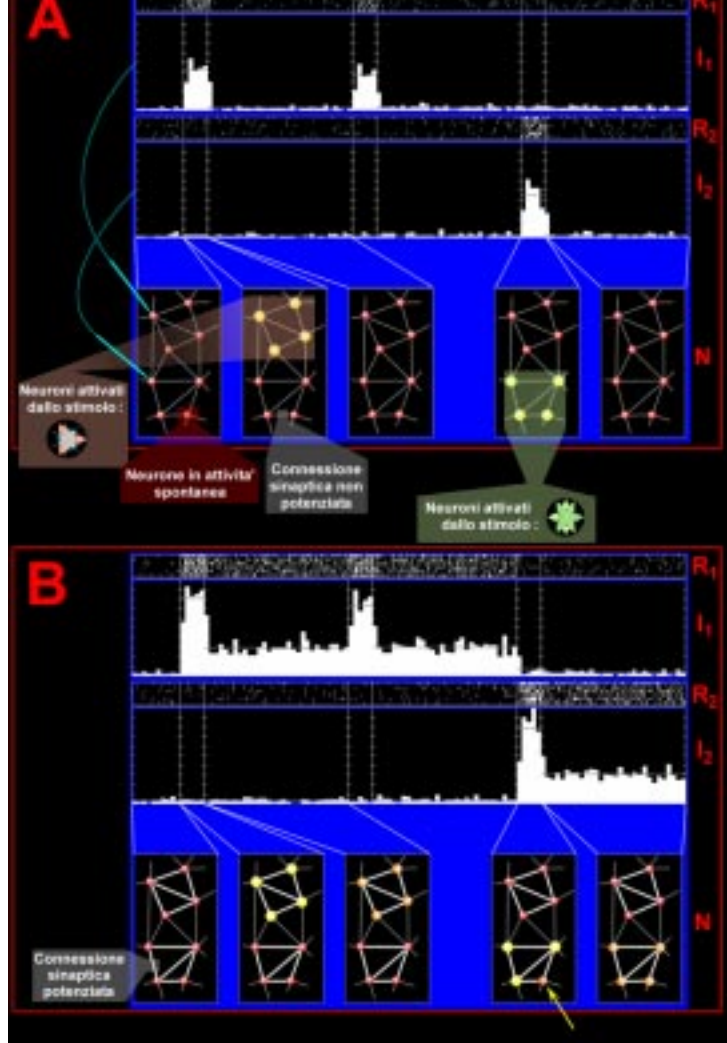 A
R1
I1
R2
I2
N
Neuroni attivati
dallo stimolo :
Neurone in attivita'
spontanea
Connessione
sinaptica non
potenziata
Neuroni attivati
dallo stimolo :
B
R1
I1
R2
I2
N
Connessione
sinaptica
potenziata